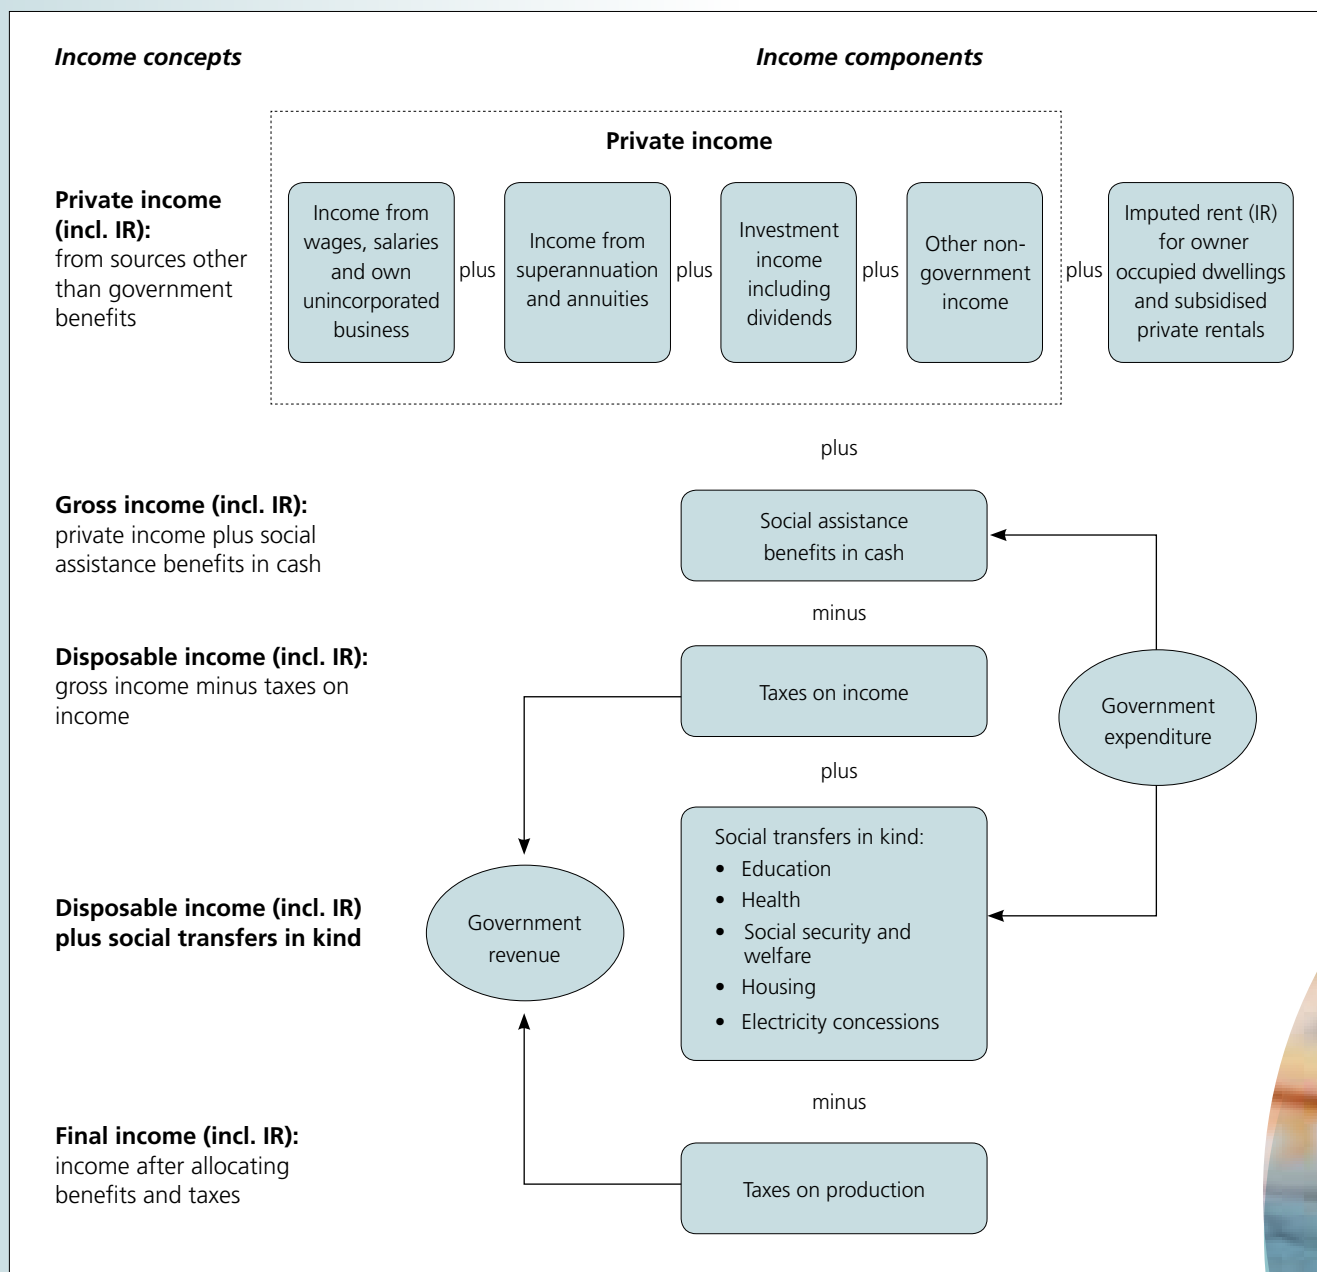 Income concepts
Income components
Private income
Private income
(incl. IR):
from sources other
than government
benefits
Income from
wages, salaries
and own
unincorporated
business
plus
Income from
superannuation
and annuities
plus
Investment
income
including
dividends
plus
Other non-
government
income
plus
Imputed rent (IR)
for owner
occupied dwellings
and subsidised
private rentals
plus
Gross income (incl. IR):
private income plus social
assistance benefits in cash
Social assistance
benefits in cash
minus
Disposable income (incl. IR):
gross income minus taxes on
income
Taxes on income
Government
expenditure
plus
Disposable income (incl. IR)
plus social transfers in kind
Government
revenue
Social transfers in kind:
• Education
• Health
• Social security and
welfare
• Housing
• Electricity concessions
minus
Final income (incl. IR):
income after allocating
benefits and taxes
Taxes on production